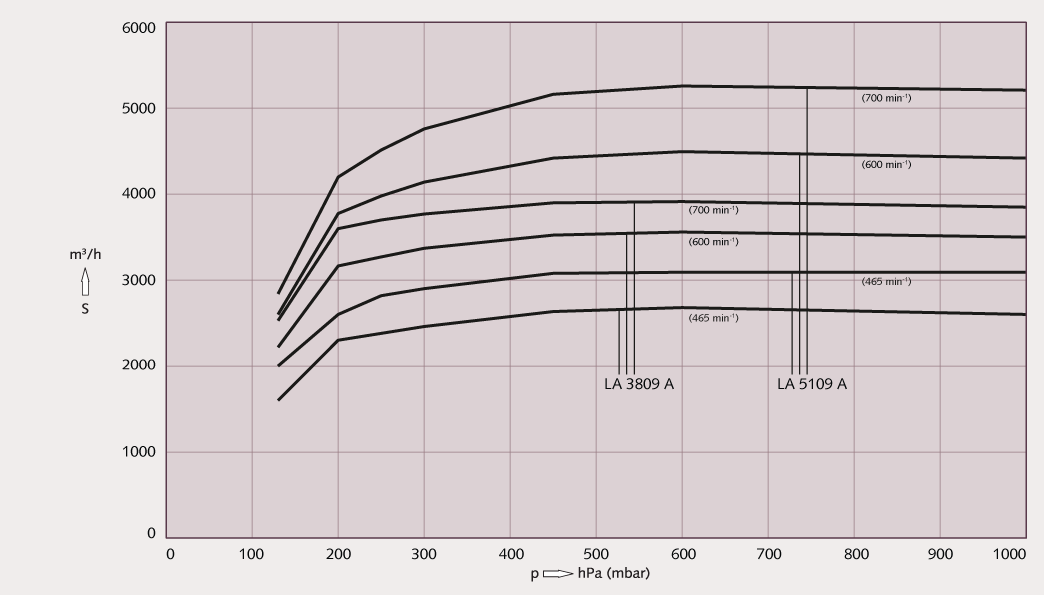 6000
5000
(700 min⁻¹)
(600 min⁻¹)
4000
(700 min⁻¹)
(600 min⁻¹)
m³/h
3000
(465 min⁻¹)
S
(465 min⁻¹)
2000
LA 3809 A
LA 5109 A
1000
0
0 100 200 300 400 500 600 700 800 900 1000
p hPa (mbar)